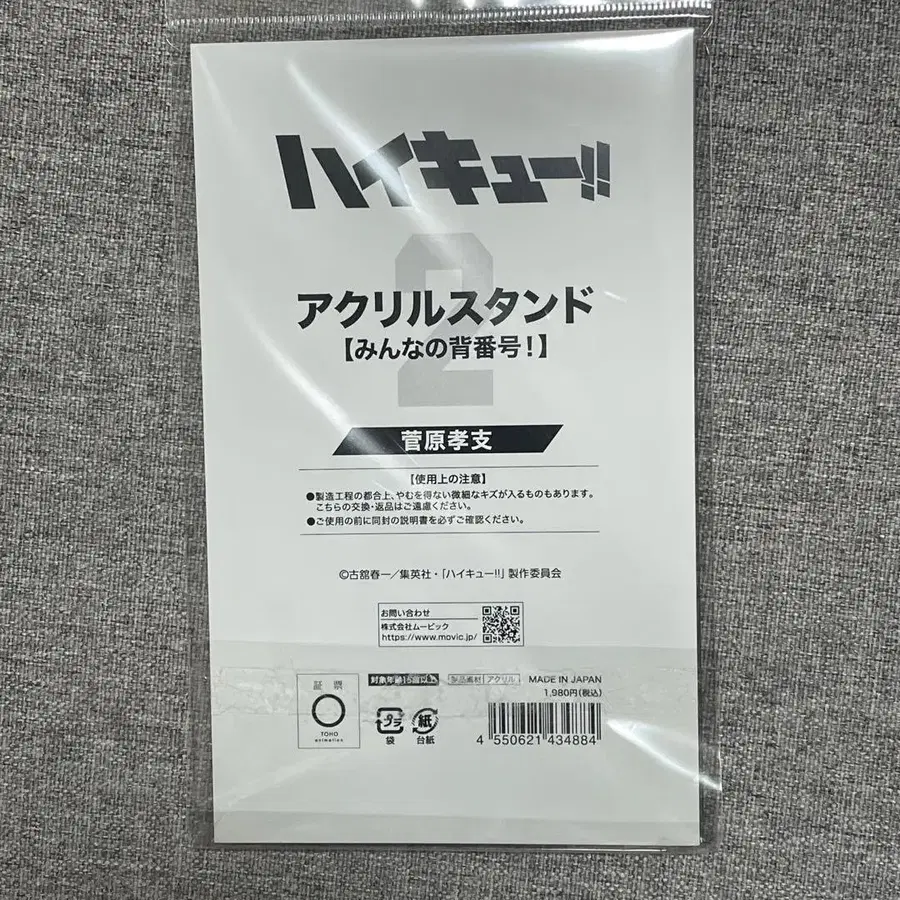 ハイキュー!!
2
アクリルスタンド
【みんなの背番号!】
菅原孝支
【使用上の注意】
●製造工程の都合上、やむを得ない微細なキズが入るものもあります。
こちらの交換・返品はご遠慮ください。
●ご使用の前に同封の説明書を必ずご確認ください。
©古舘春一/集英社・「ハイキュー!!」製作委員会
お問い合わせ
株式会社ムービック
https://www.movic.jp/
証票
TOHO
animation
対象年齢15歳以上
製品素材 アクリル
MADE IN JAPAN
1,980円(税込)
プラ
袋
紙
台紙
4 550621 434884